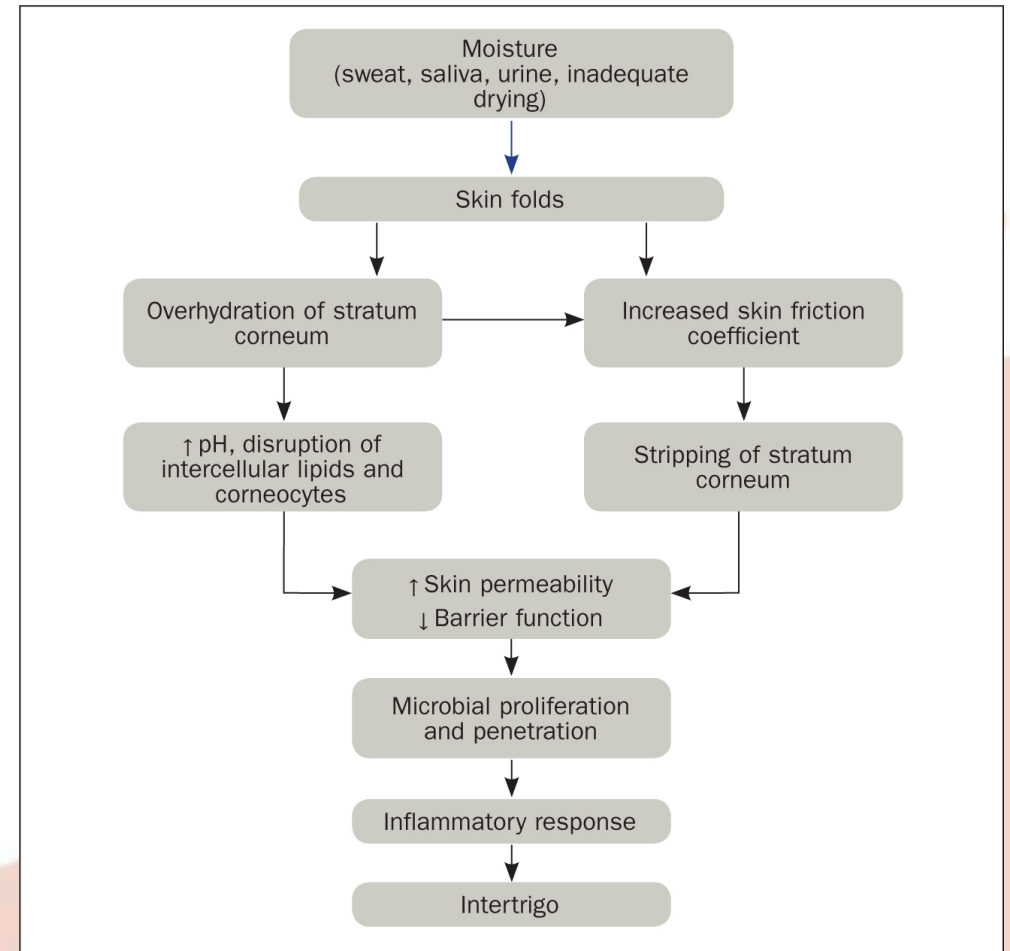 Moisture
(sweat, saliva, urine, inadequate
drying)
Skin folds
Overhydration of stratum
corneum
Increased skin friction
coefficient
↑ pH, disruption of
intercellular lipids and
corneocytes
Stripping of stratum
corneum
↑ Skin permeability
↓ Barrier function
Microbial proliferation
and penetration
Inflammatory response
Intertrigo